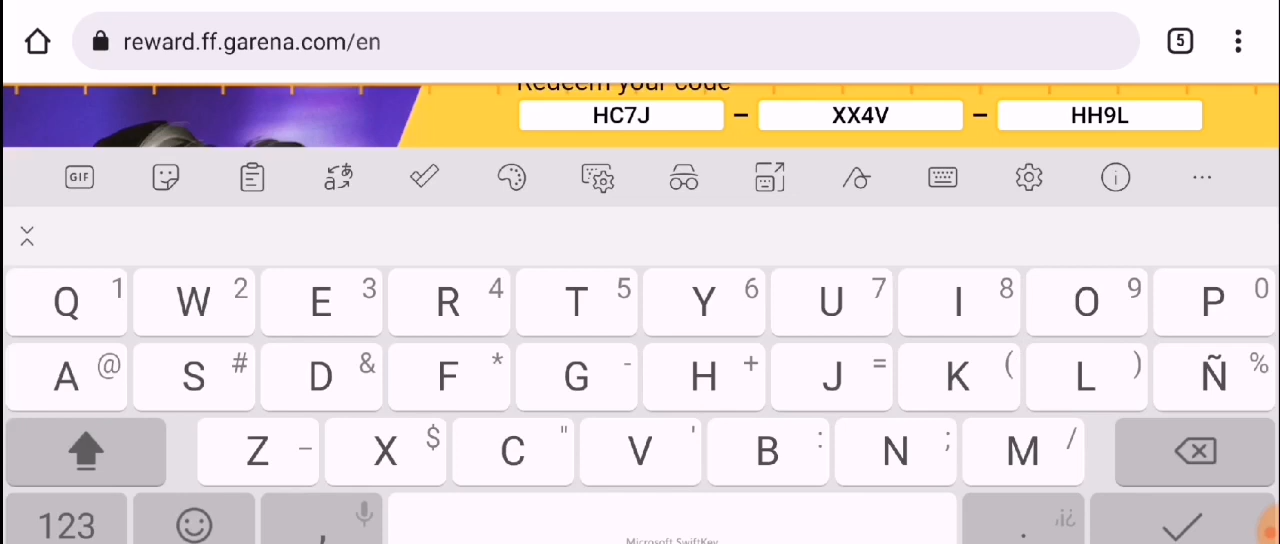 reward.ff.garena.com/en
5
Redeem your code
HC7J – XX4V – HH9L
GIF
Q 1 W 2 E 3 R 4 T 5 Y 6 U 7 I 8 O 9 P 0
A @ S # D & F * G - H + J = K ( L ) Ñ %
Z _ X $ C " V ' B : N ; M /
123 , . ¡¿
Microsoft SwiftKey